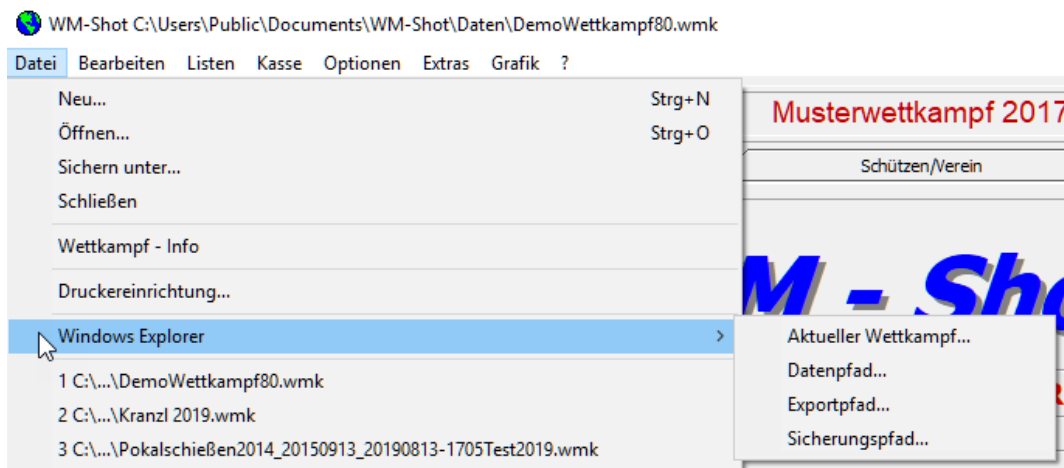 WM-Shot C:\Users\Public\Documents\WM-Shot\Daten\DemoWettkampf80.wmk
Datei Bearbeiten Listen Kasse Optionen Extras Grafik ?
Neu... Strg+N
Musterwettkampf 2017
Öffnen... Strg+O
Sichern unter...
Schützen/Verein
Schließen
Wettkampf - Info
Druckereinrichtung...
M - Sho
Windows Explorer >
Aktueller Wettkampf...
Datenpfad...
1 C:\...\DemoWettkampf80.wmk
Exportpfad...
2 C:\...\Kranzl 2019.wmk
Sicherungspfad...
3 C:\...\Pokalschießen2014_20150913_20190813-1705Test2019.wmk